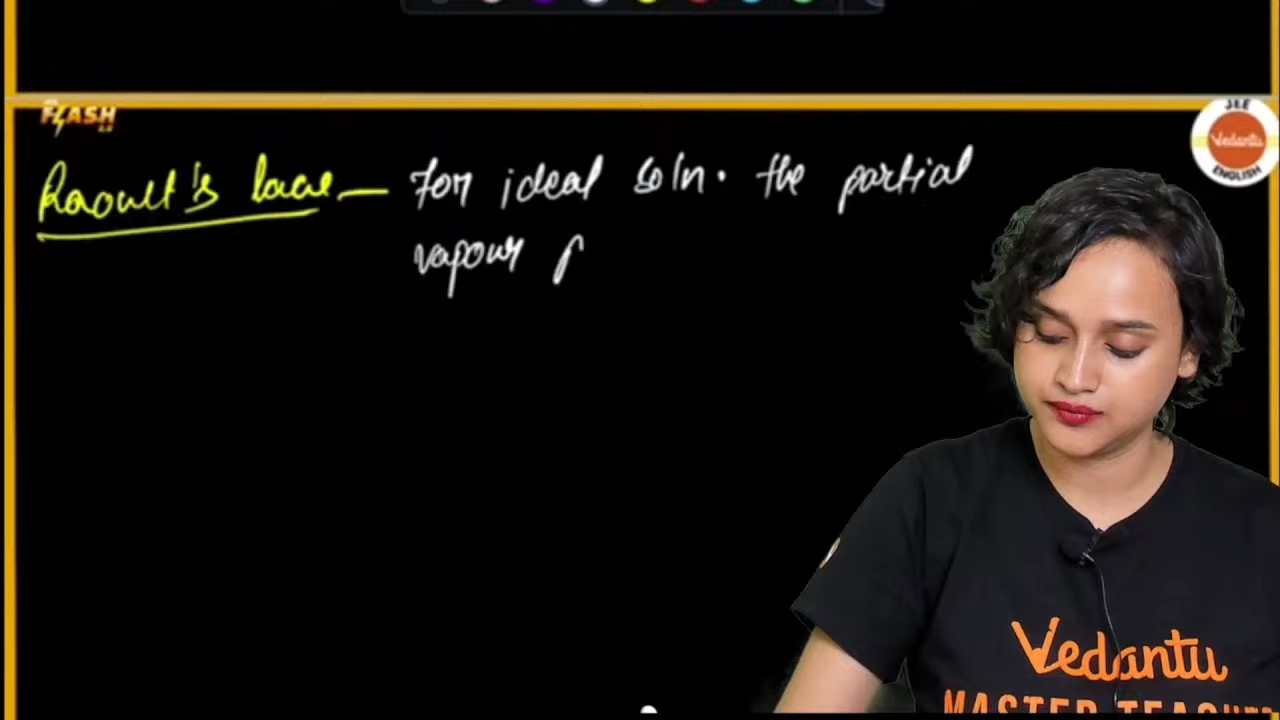 FLASH
JEE
Vedantu
ENGLISH
Raoult's law — For ideal soln. the partial
vapour p
Vedantu
MASTER TEACHER